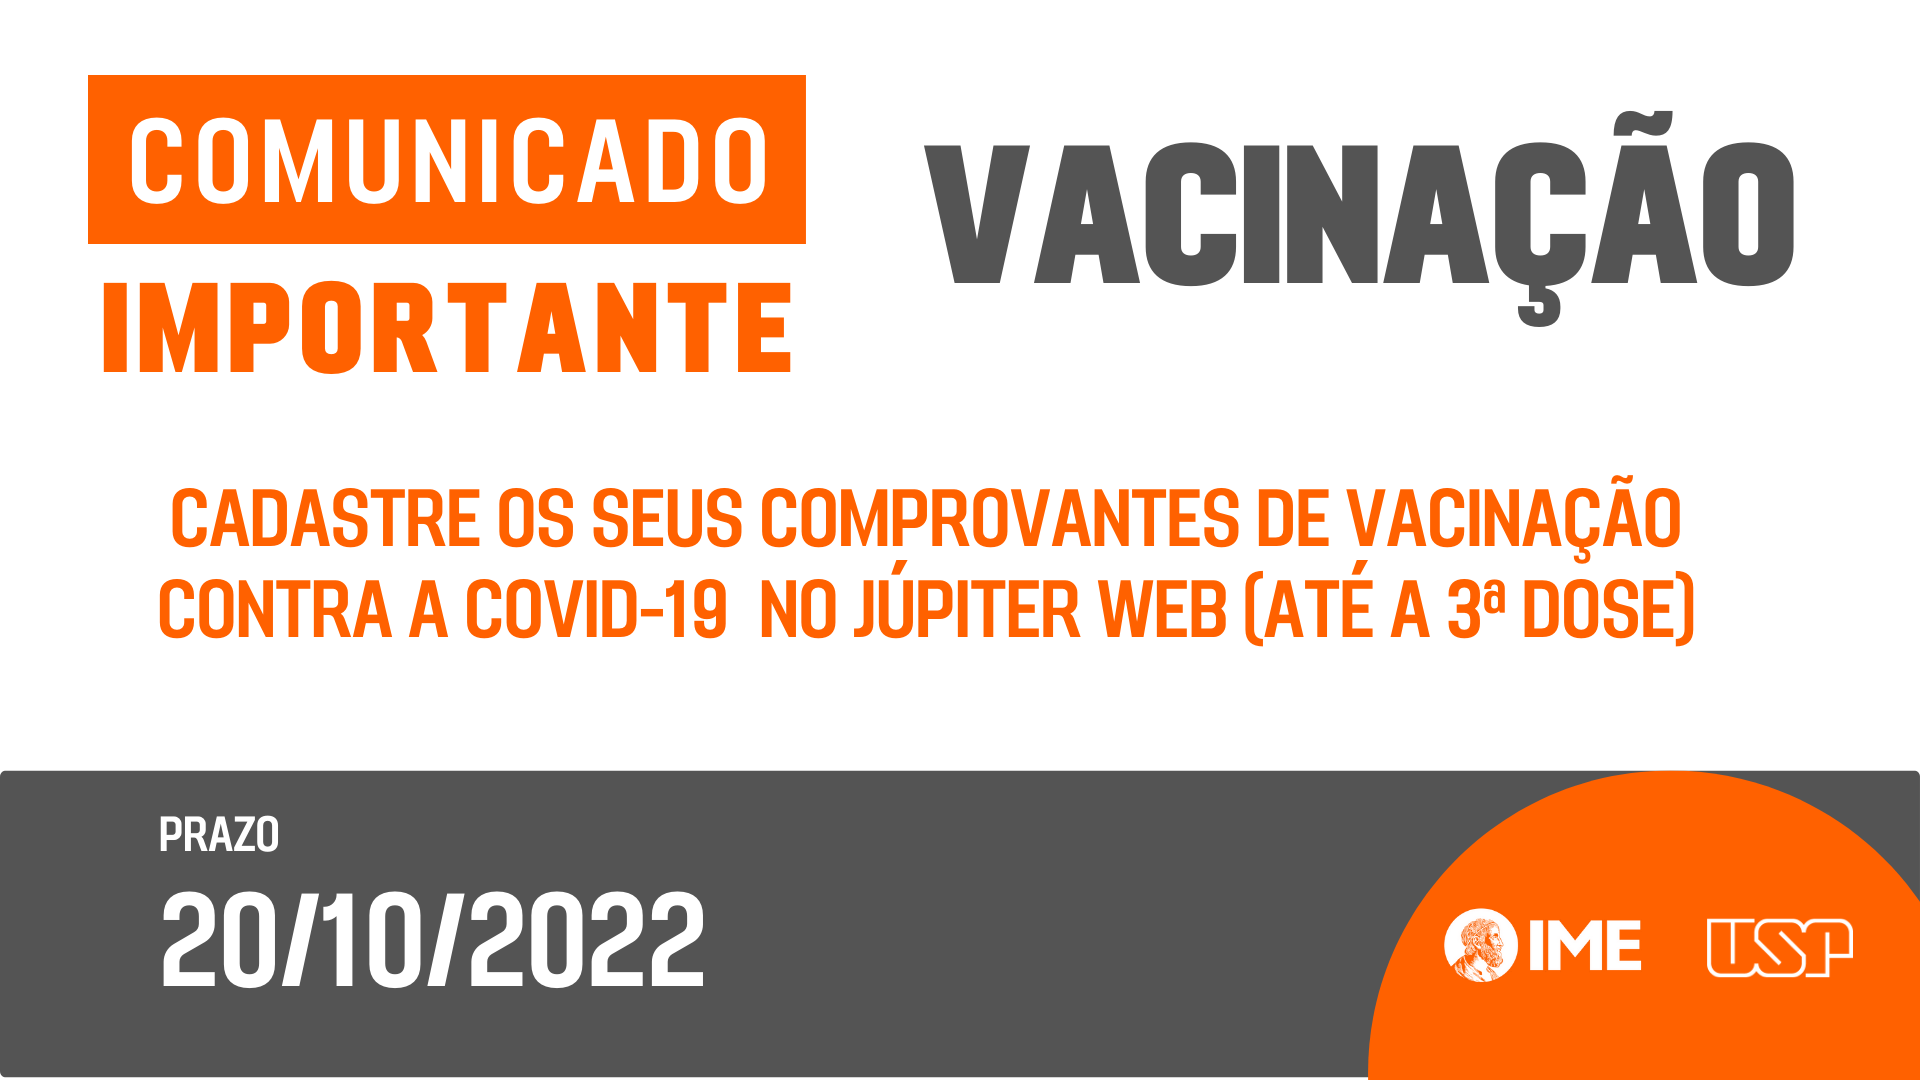 COMUNICADO
IMPORTANTE
VACINAÇÃO
CADASTRE OS SEUS COMPROVANTES DE VACINAÇÃO
CONTRA A COVID-19 NO JÚPITER WEB (ATÉ A 3ª DOSE)
PRAZO
20/10/2022
IME
USP